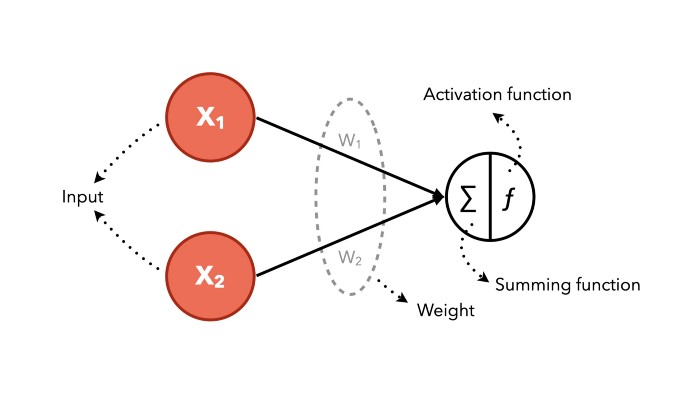 Activation function
X₁
W₁
Input
∑ f
X₂
W₂
Summing function
Weight